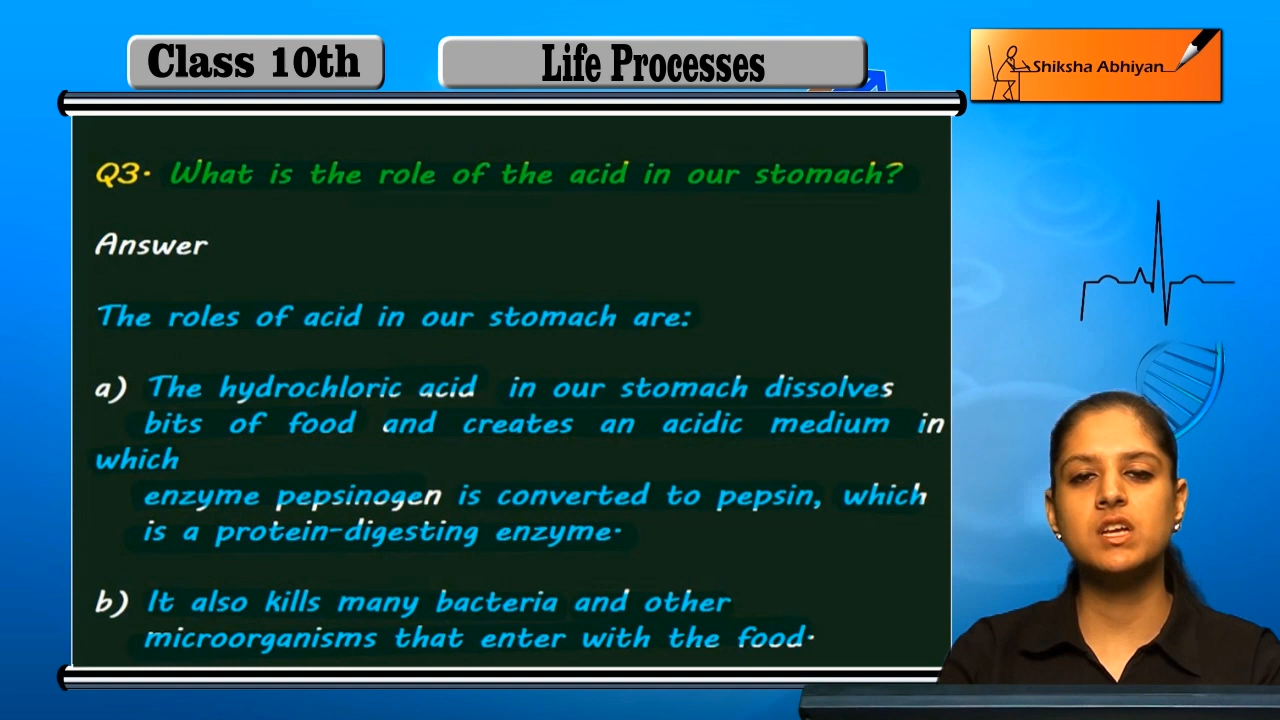 Class 10th
Life Processes
Shiksha Abhiyan
Q3. What is the role of the acid in our stomach?
Answer
The roles of acid in our stomach are:
a) The hydrochloric acid in our stomach dissolves
bits of food and creates an acidic medium in
which
enzyme pepsinogen is converted to pepsin, which
is a protein-digesting enzyme.
b) It also kills many bacteria and other
microorganisms that enter with the food.